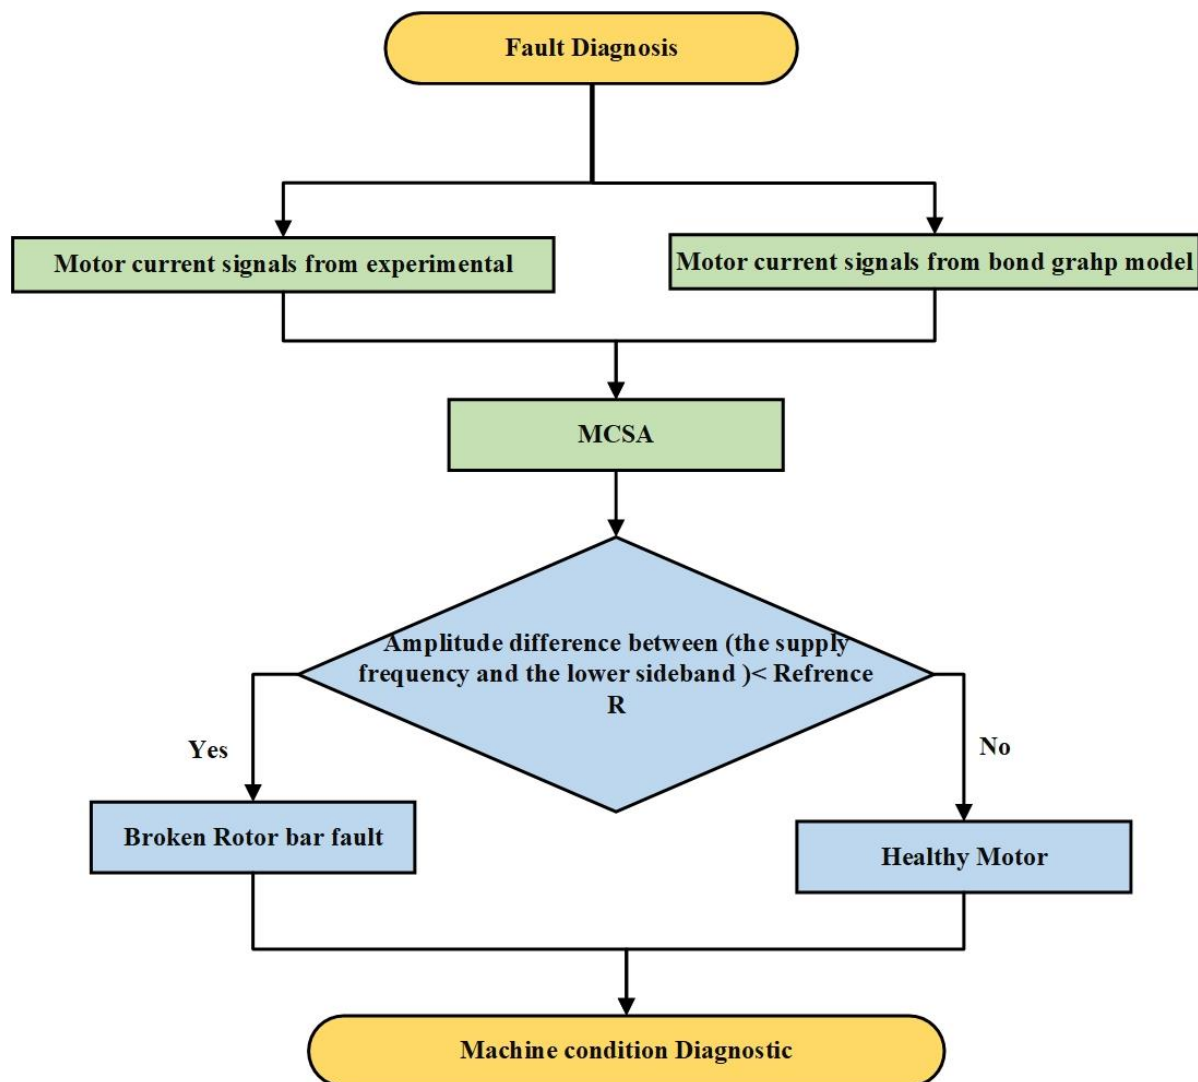 Fault Diagnosis
Motor current signals from experimental
Motor current signals from bond grahp model
MCSA
Amplitude difference between (the supply
frequency and the lower sideband )< Refrence
R
Yes
No
Broken Rotor bar fault
Healthy Motor
Machine condition Diagnostic